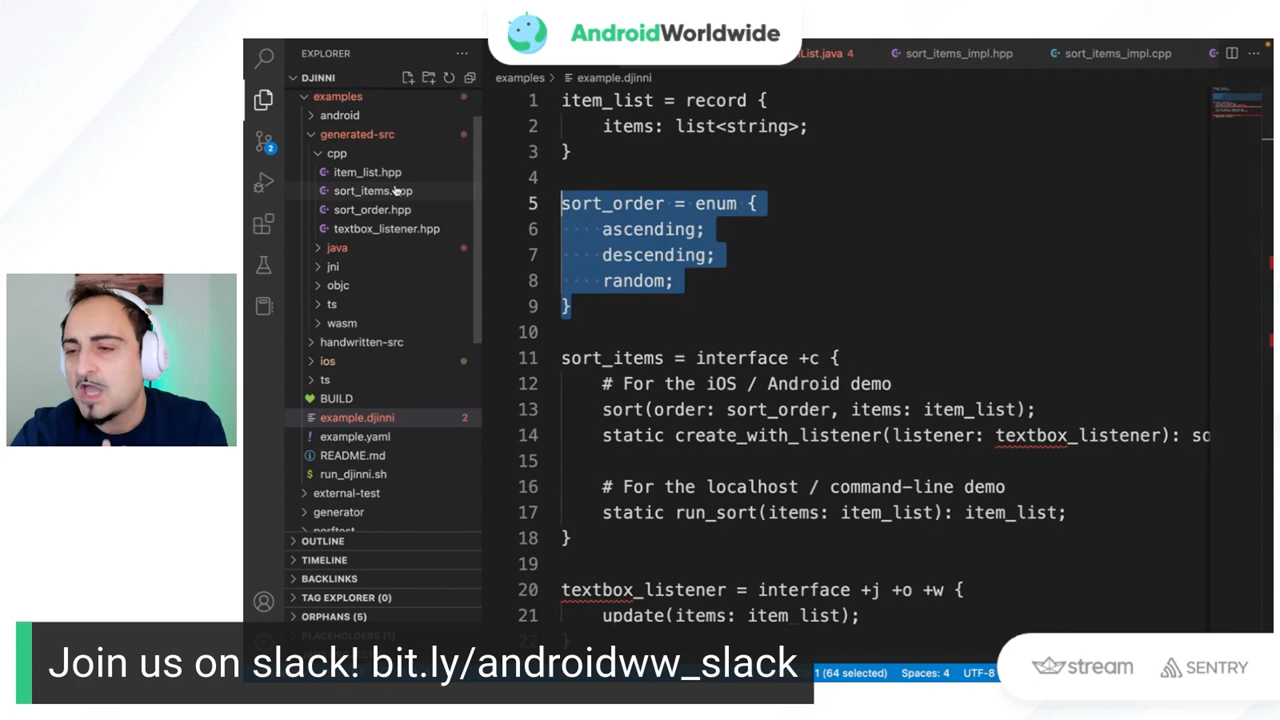 AndroidWorldwide
EXPLORER
DJINNI
examples
android
generated-src
cpp
item_list.hpp
sort_order.hpp
textbox_listener.hpp
java
jni
objc
ts
wasm
handwritten-src
ios
ts
BUILD
example.djinni 2
example.yaml
README.md
run_djinni.sh
external-test
generator
OUTLINE
TIMELINE
BACKLINKS
TAG EXPLORER (0)
ORPHANS (5)
PLACEHOLDERS (1)
2
List.java 4
sort_items_impl.hpp
sort_items_impl.cpp
examples > example.djinni
1 item_list = record {
2 items: list<string>;
3 }
4
5 sort_order = enum {
6 ascending;
7 descending;
8 random;
9 }
10
11 sort_items = interface +c {
12 # For the iOS / Android demo
13 sort(order: sort_order, items: item_list);
14 static create_with_listener(listener: textbox_listener): so
15
16 # For the localhost / command-line demo
17 static run_sort(items: item_list): item_list;
18 }
19
20 textbox_listener = interface +j +o +w {
21 update(items: item_list);
22 }
Join us on slack! bit.ly/androidww_slack
1 (64 selected) Spaces: 4 UTF-8
stream
SENTRY